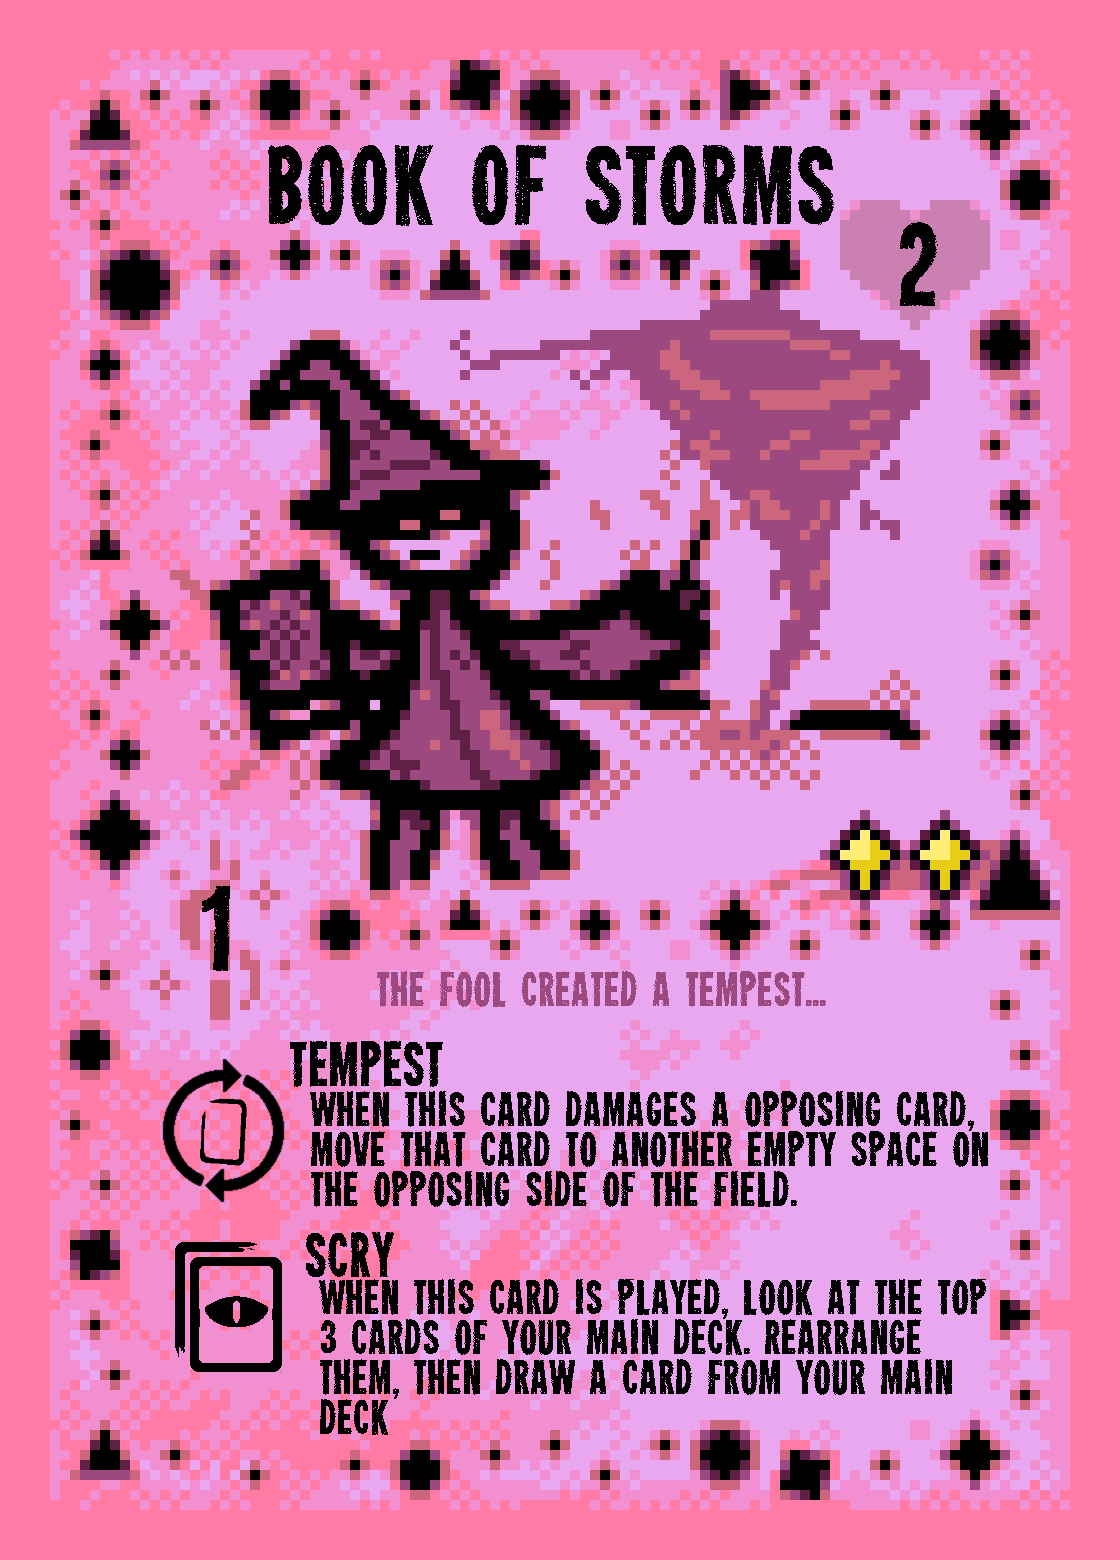 BOOK OF STORMS
2
1
THE FOOL CREATED A TEMPEST...
TEMPEST
WHEN THIS CARD DAMAGES A OPPOSING CARD,
MOVE THAT CARD TO ANOTHER EMPTY SPACE ON
THE OPPOSING SIDE OF THE FIELD.
SCRY
WHEN THIS CARD IS PLAYED, LOOK AT THE TOP
3 CARDS OF YOUR MAIN DECK. REARRANGE
THEM, THEN DRAW A CARD FROM YOUR MAIN
DECK